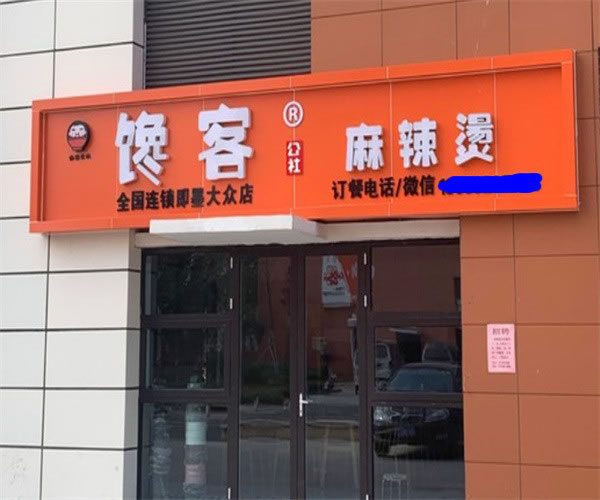 馋客®公社
麻辣烫
全国连锁即墨大众店
订餐电话/微信
招聘